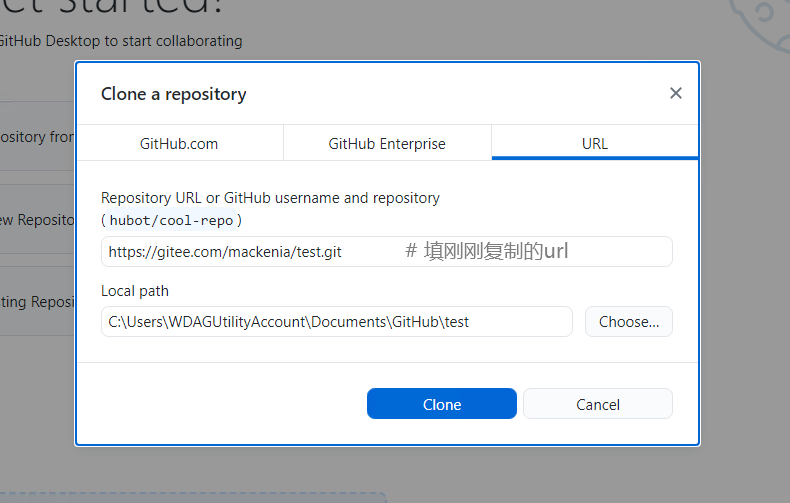 et started!
GitHub Desktop to start collaborating
Clone a repository
GitHub.com
GitHub Enterprise
URL
ository from
Repository URL or GitHub username and repository
(hubot/cool-repo)
ew Reposito
https://gitee.com/mackenia/test.git # 填刚刚复制的url
Local path
ting Reposi
C:\Users\WDAGUtilityAccount\Documents\GitHub\test
Choose...
Clone
Cancel